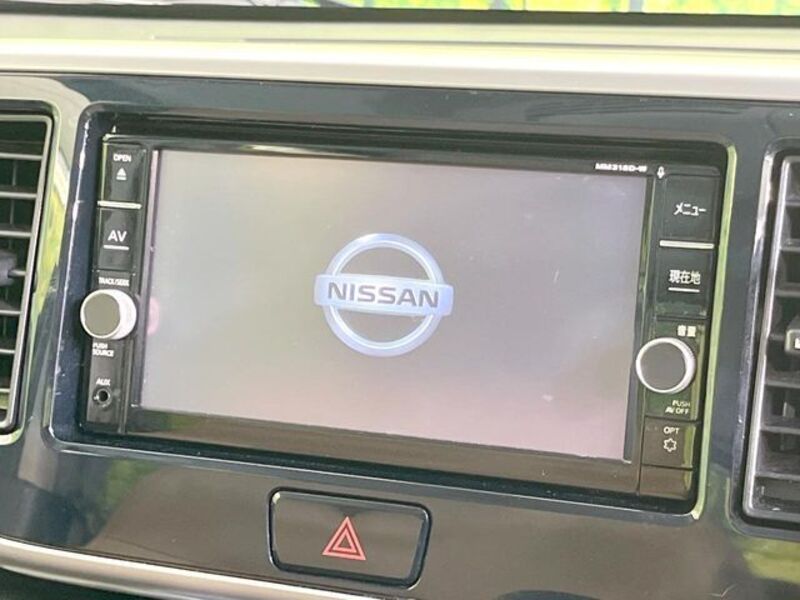 OPEN
AV
TRACK/SEEK
PUSH
SOURCE
AUX
NISSAN
MM318D-W
メニュー
現在地
音量
PUSH
AV OFF
OPT